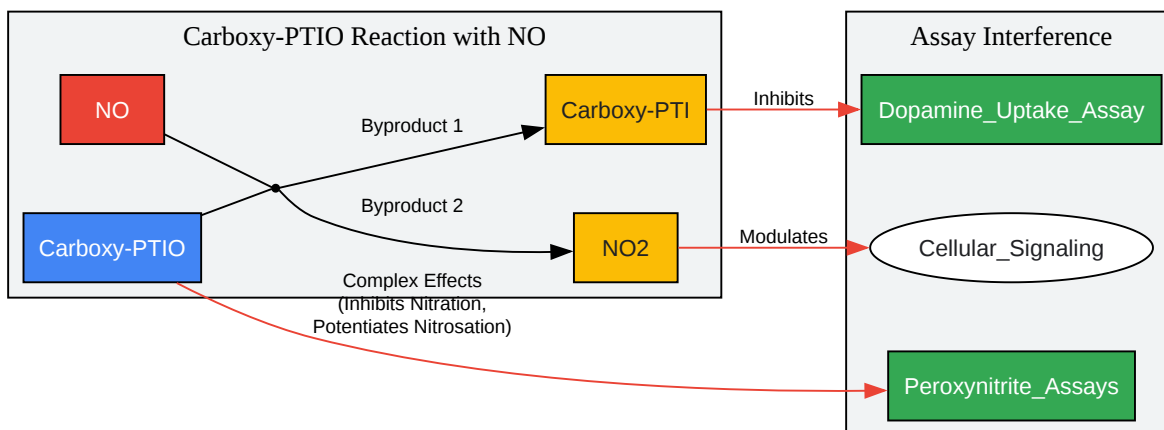 Carboxy-PTIO Reaction with NO
Assay Interference
NO
Byproduct 1
Carboxy-PTI
Inhibits
Dopamine_Uptake_Assay
Carboxy-PTIO
Byproduct 2
NO2
Modulates
Cellular_Signaling
Complex Effects
(Inhibits Nitration,
Potentiates Nitrosation)
Peroxynitrite_Assays